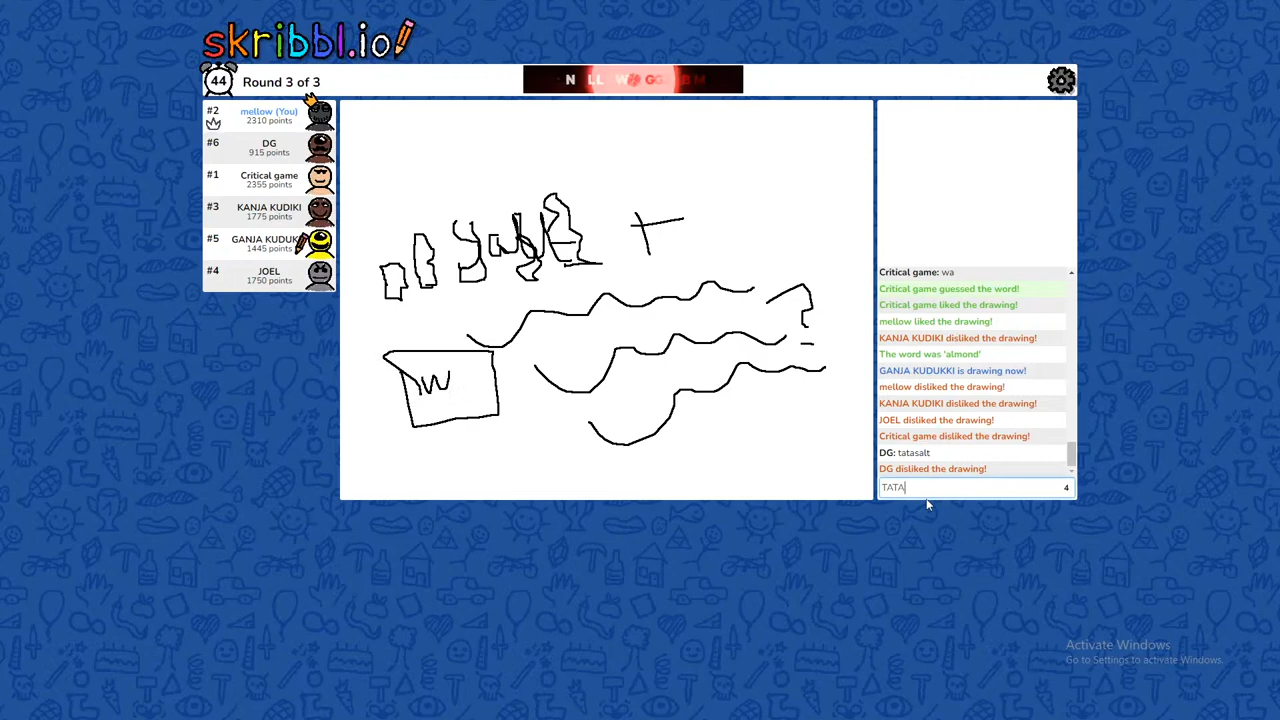 skribbl.io
44 Round 3 of 3
#2 mellow (You)
2310 points
#6 DG
915 points
#1 Critical game
2355 points
#3 KANJA KUDIKI
1775 points
#5 GANJA KUDUK
1445 points
#4 JOEL
1750 points
W
Critical game: wa
Critical game guessed the word!
Critical game liked the drawing!
mellow liked the drawing!
KANJA KUDIKI disliked the drawing!
The word was 'almond'
GANJA KUDUKKI is drawing now!
mellow disliked the drawing!
KANJA KUDIKI disliked the drawing!
JOEL disliked the drawing!
Critical game disliked the drawing!
DG: tatasalt
DG disliked the drawing!
TATA 4
Activate Windows
Go to Settings to activate Windows.